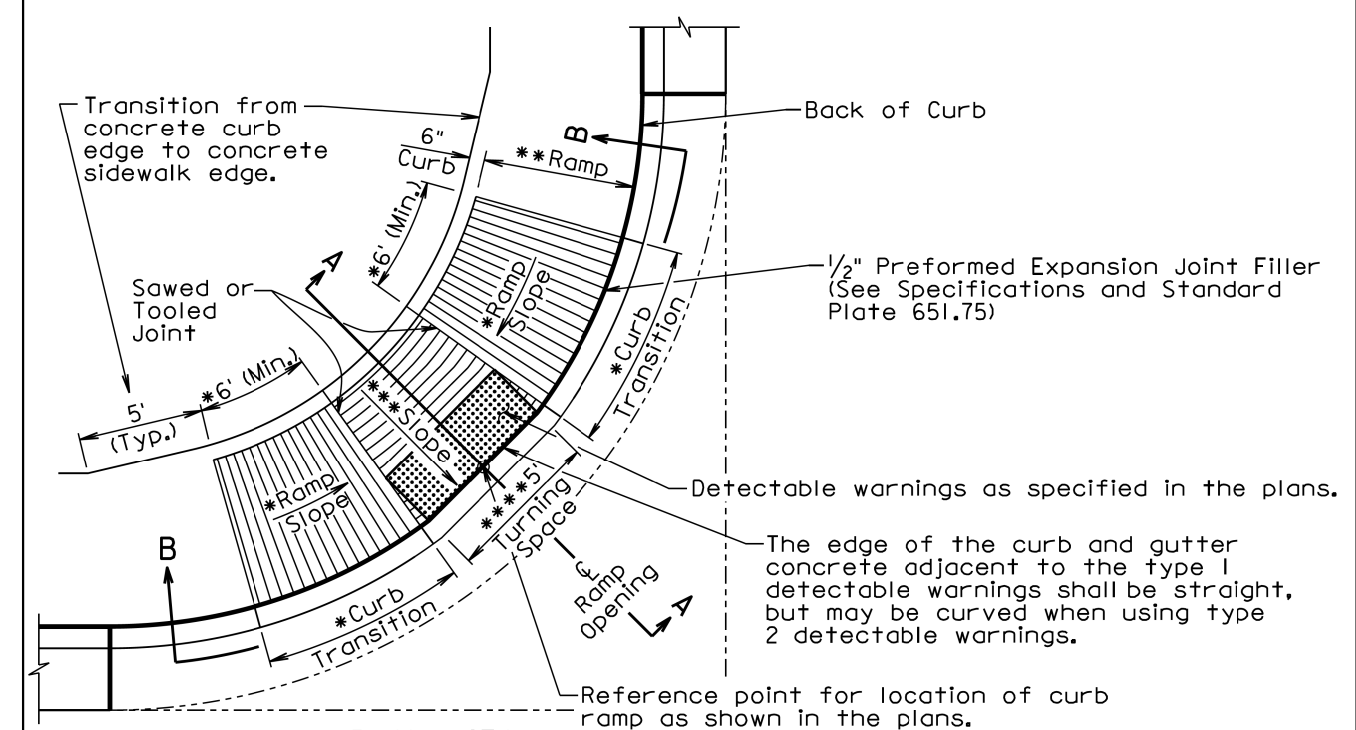 Transition from
concrete curb
edge to concrete
sidewalk edge.
6"
Curb
**Ramp
B
Back of Curb
*6' (Min.)
A
*Ramp
Slope
1/2" Preformed Expansion Joint Filler
(See Specifications and Standard
Plate 651.75)
Sawed or
Tooled
Joint
*Curb
Transition
*6' (Min.)
5'
(Typ.)
***Slope
*Ramp
Slope
****5'
Turning
Space
Detectable warnings as specified in the plans.
The edge of the curb and gutter
concrete adjacent to the type 1
detectable warnings shall be straight,
but may be curved when using type
2 detectable warnings.
B
℄
Ramp
Opening
A
*Curb
Transition
Reference point for location of curb
ramp as shown in the plans.